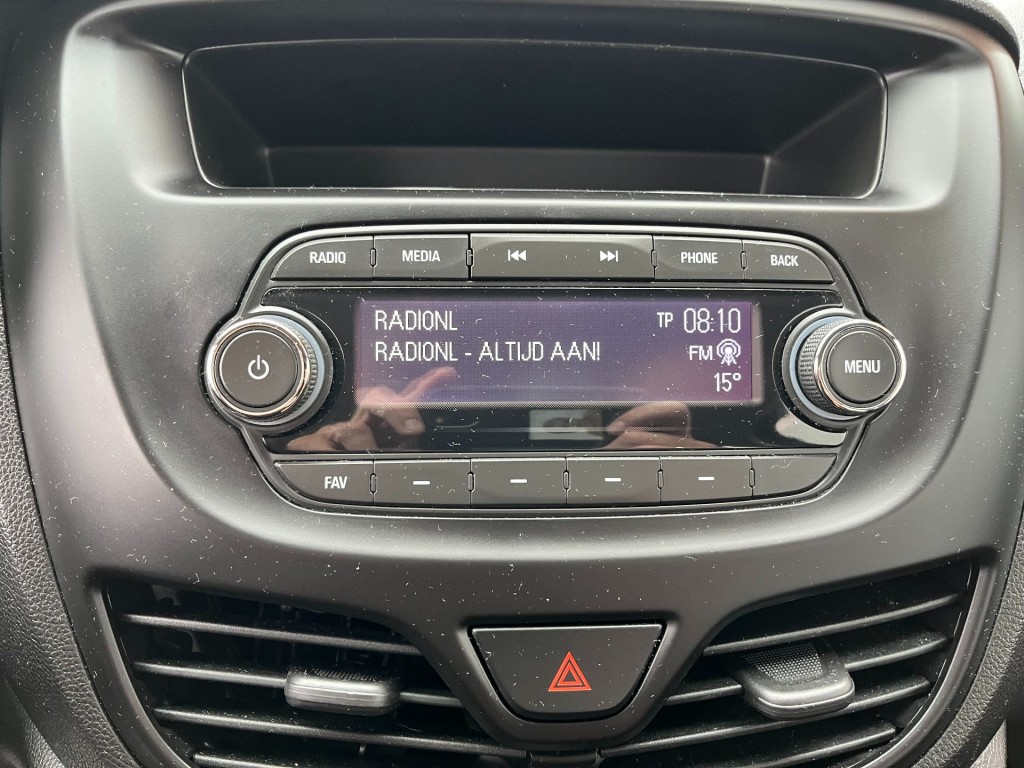 RADIO MEDIA PHONE BACK
RADIONL TP 08:10
RADIONL - ALTIJD AAN! FM
15°
MENU
FAV